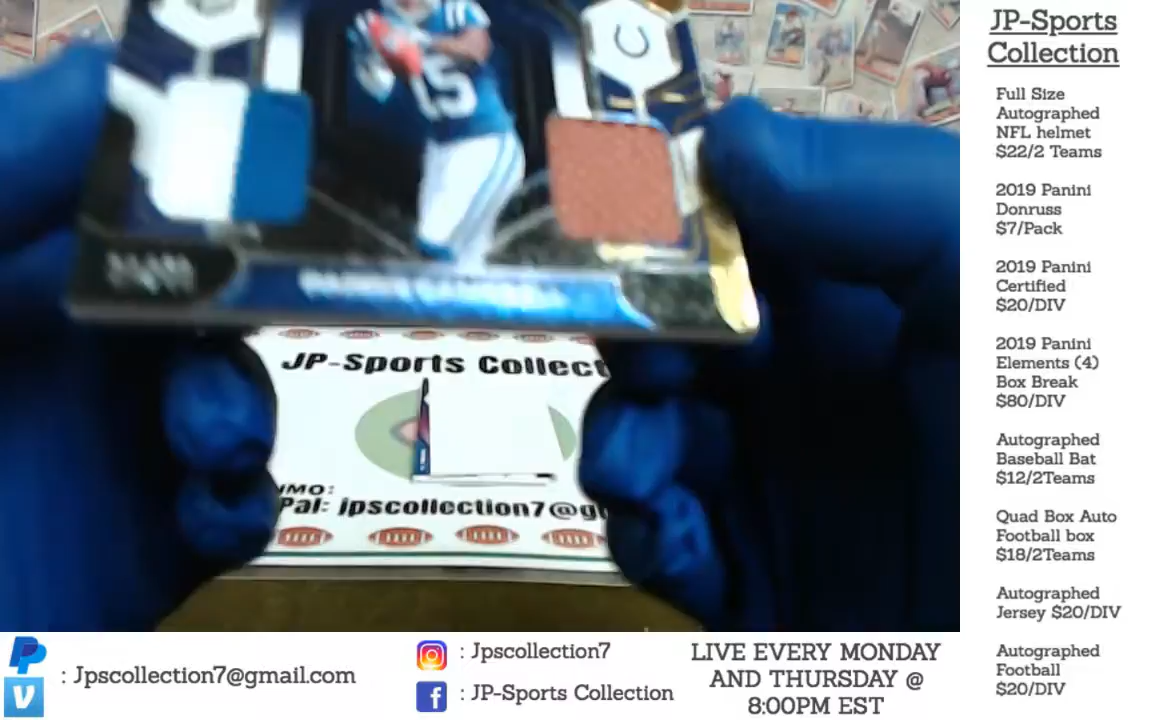 JP-Sports
Collection
Full Size
Autographed
NFL helmet
$22/2 Teams
2019 Panini
Donruss
$7/Pack
2019 Panini
Certified
$20/DIV
2019 Panini
Elements (4)
Box Break
$80/DIV
Autographed
Baseball Bat
$12/2Teams
Quad Box Auto
Football box
$18/2Teams
Autographed
Jersey $20/DIV
Autographed
Football
$20/DIV
15
JP-Sports Collect
MO:
Pal: jpscollection7@g
: Jpscollection7@gmail.com
: Jpscollection7
: JP-Sports Collection
LIVE EVERY MONDAY
AND THURSDAY @
8:00PM EST